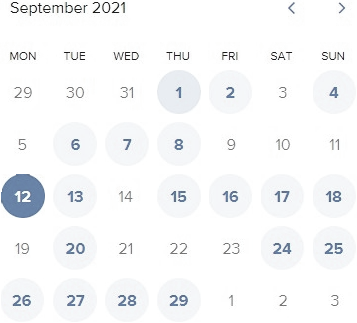 September 2021
MON TUE WED THU FRI SAT SUN
29 30 31 1 2 3 4
5 6 7 8 9 10 11
12 13 14 15 16 17 18
19 20 21 22 23 24 25
26 27 28 29 1 2 3